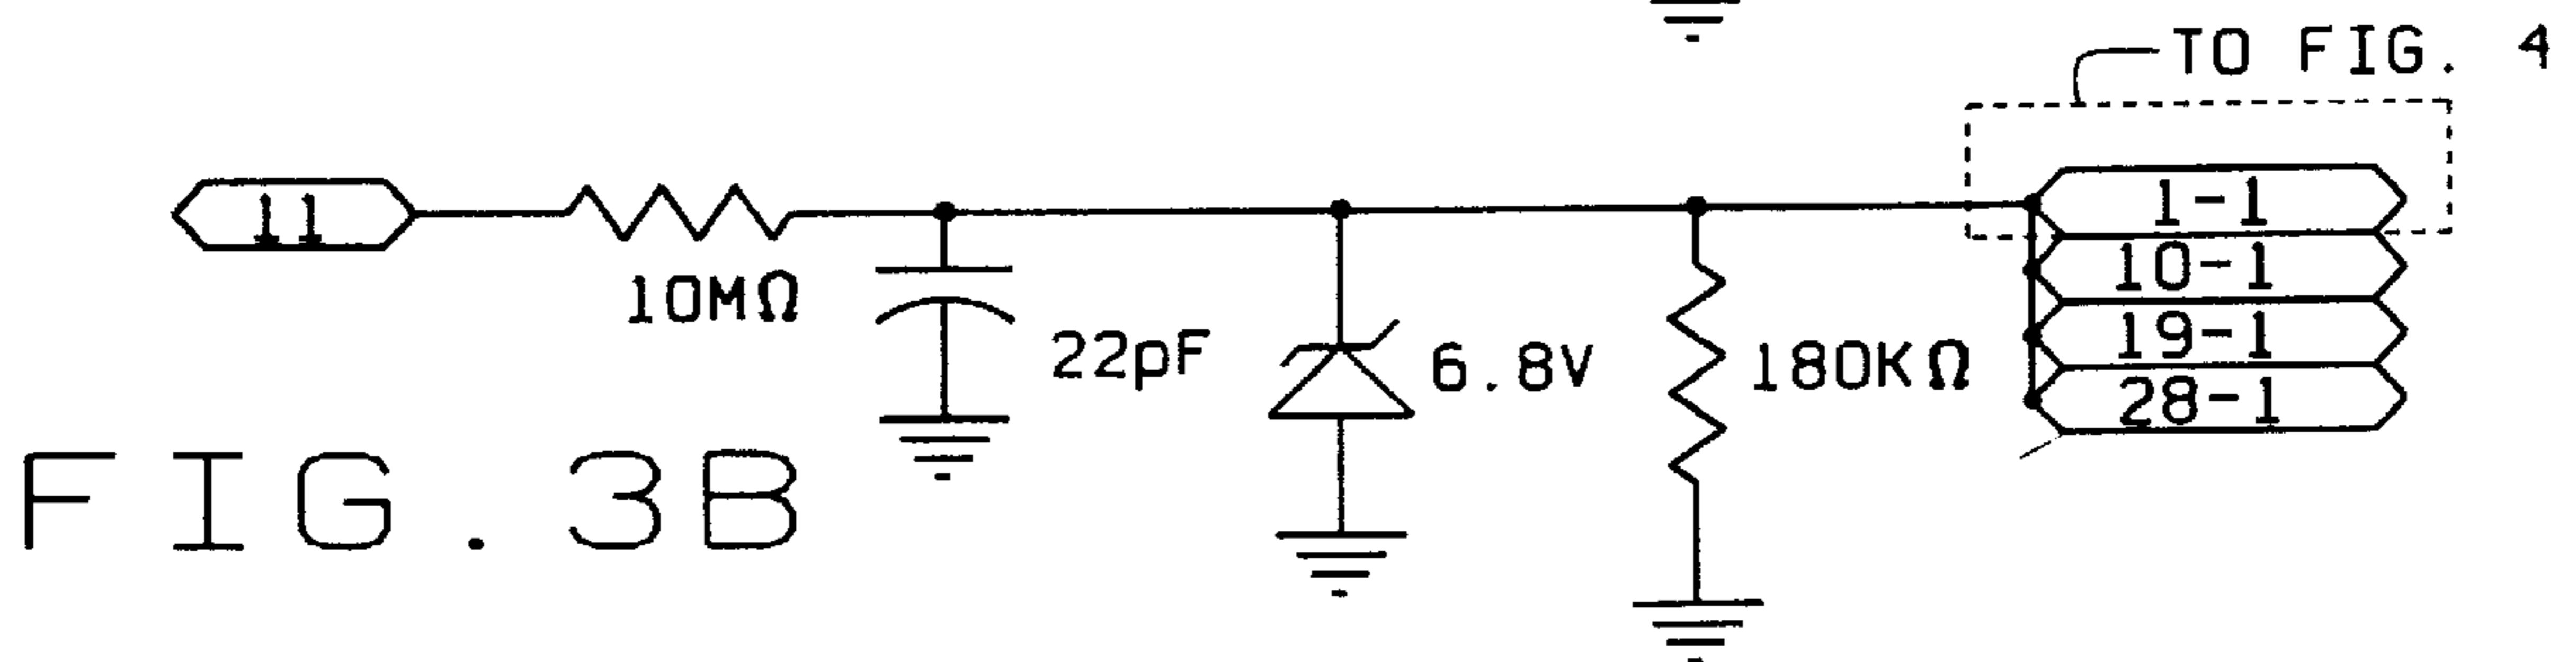 TO FIG. 4
11
1-1
10MΩ
10-1
22pF
6.8V
180KΩ
19-1
28-1
FIG. 3B